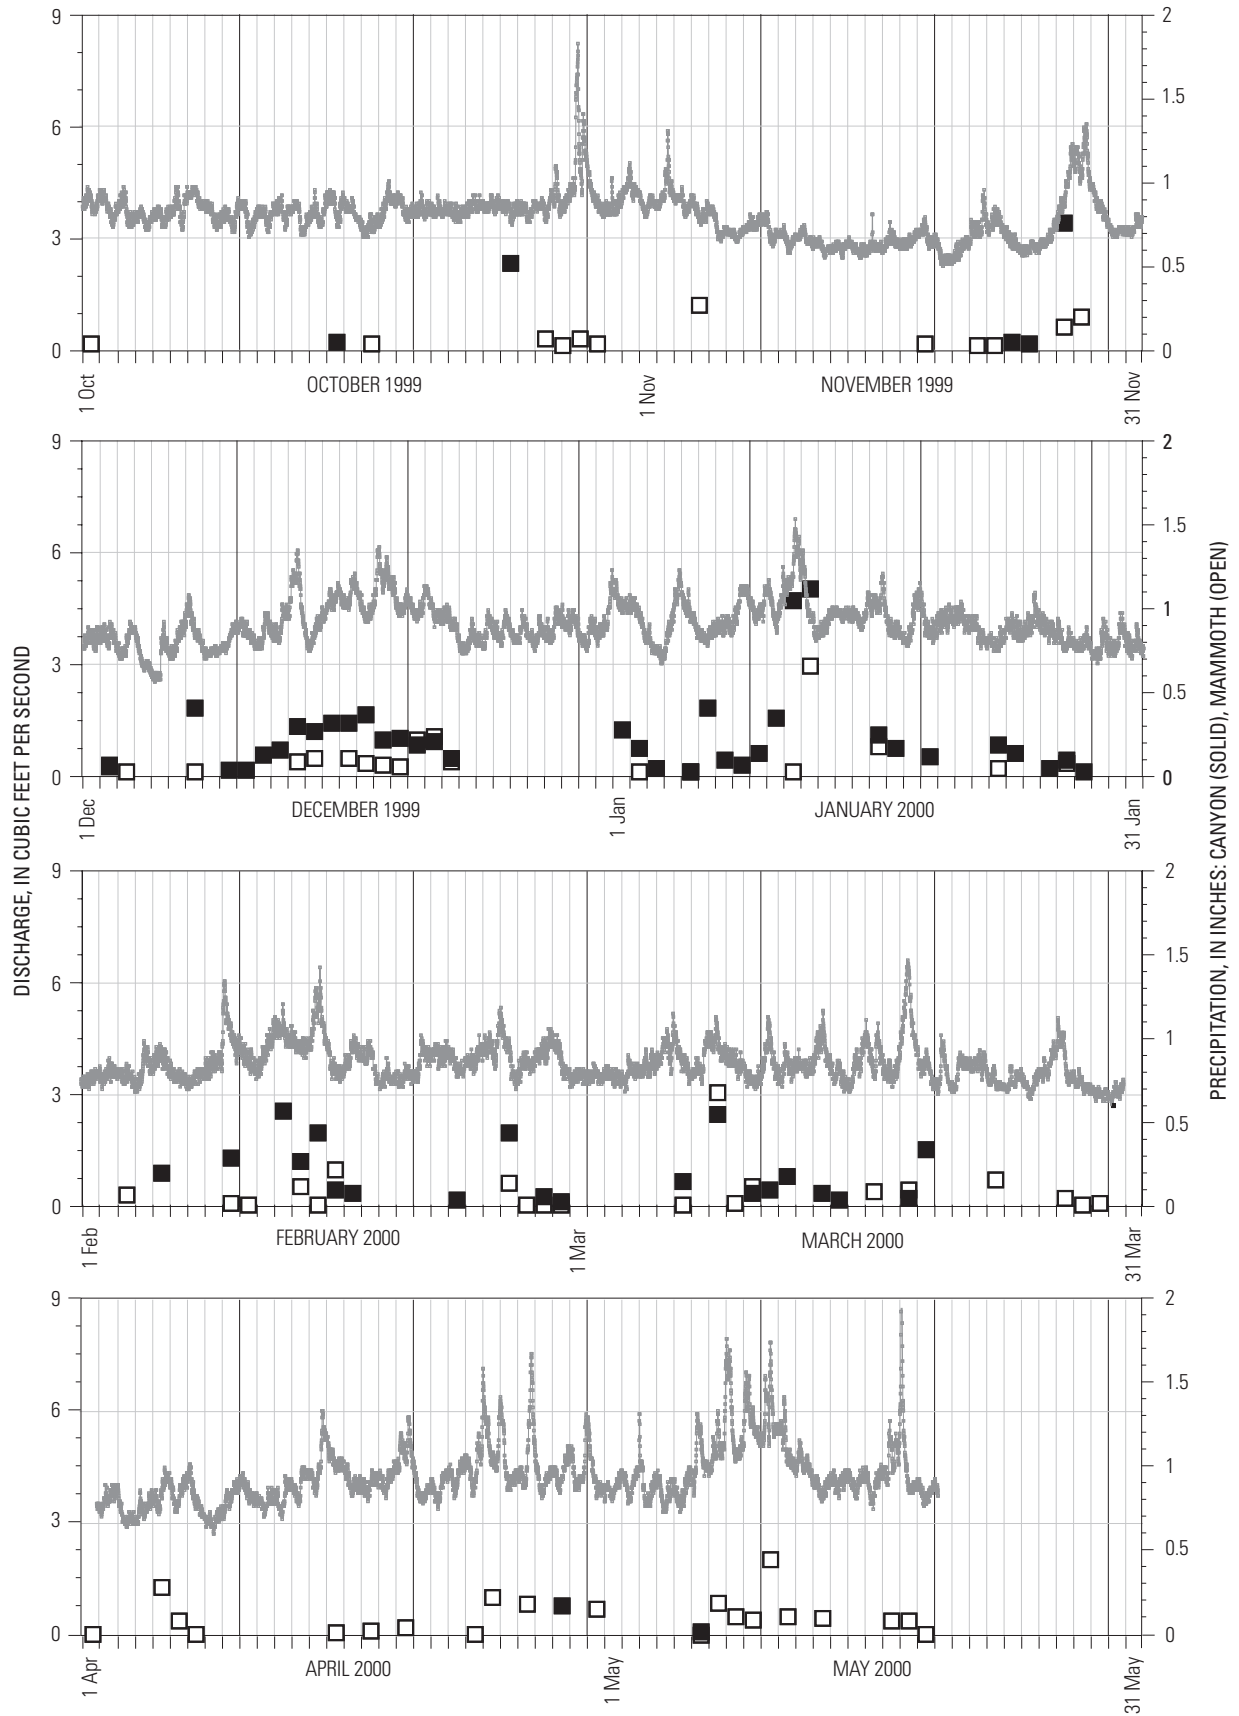 DISCHARGE, IN CUBIC FEET PER SECOND
PRECIPITATION, IN INCHES: CANYON (SOLID), MAMMOTH (OPEN)
9
6
3
0
2
1.5
1
0.5
0
1 Oct
OCTOBER 1999
1 Nov
NOVEMBER 1999
31 Nov
9
6
3
0
2
1.5
1
0.5
0
1 Dec
DECEMBER 1999
1 Jan
JANUARY 2000
31 Jan
9
6
3
0
2
1.5
1
0.5
0
1 Feb
FEBRUARY 2000
1 Mar
MARCH 2000
31 Mar
9
6
3
0
2
1.5
1
0.5
0
1 Apr
APRIL 2000
1 May
MAY 2000
31 May